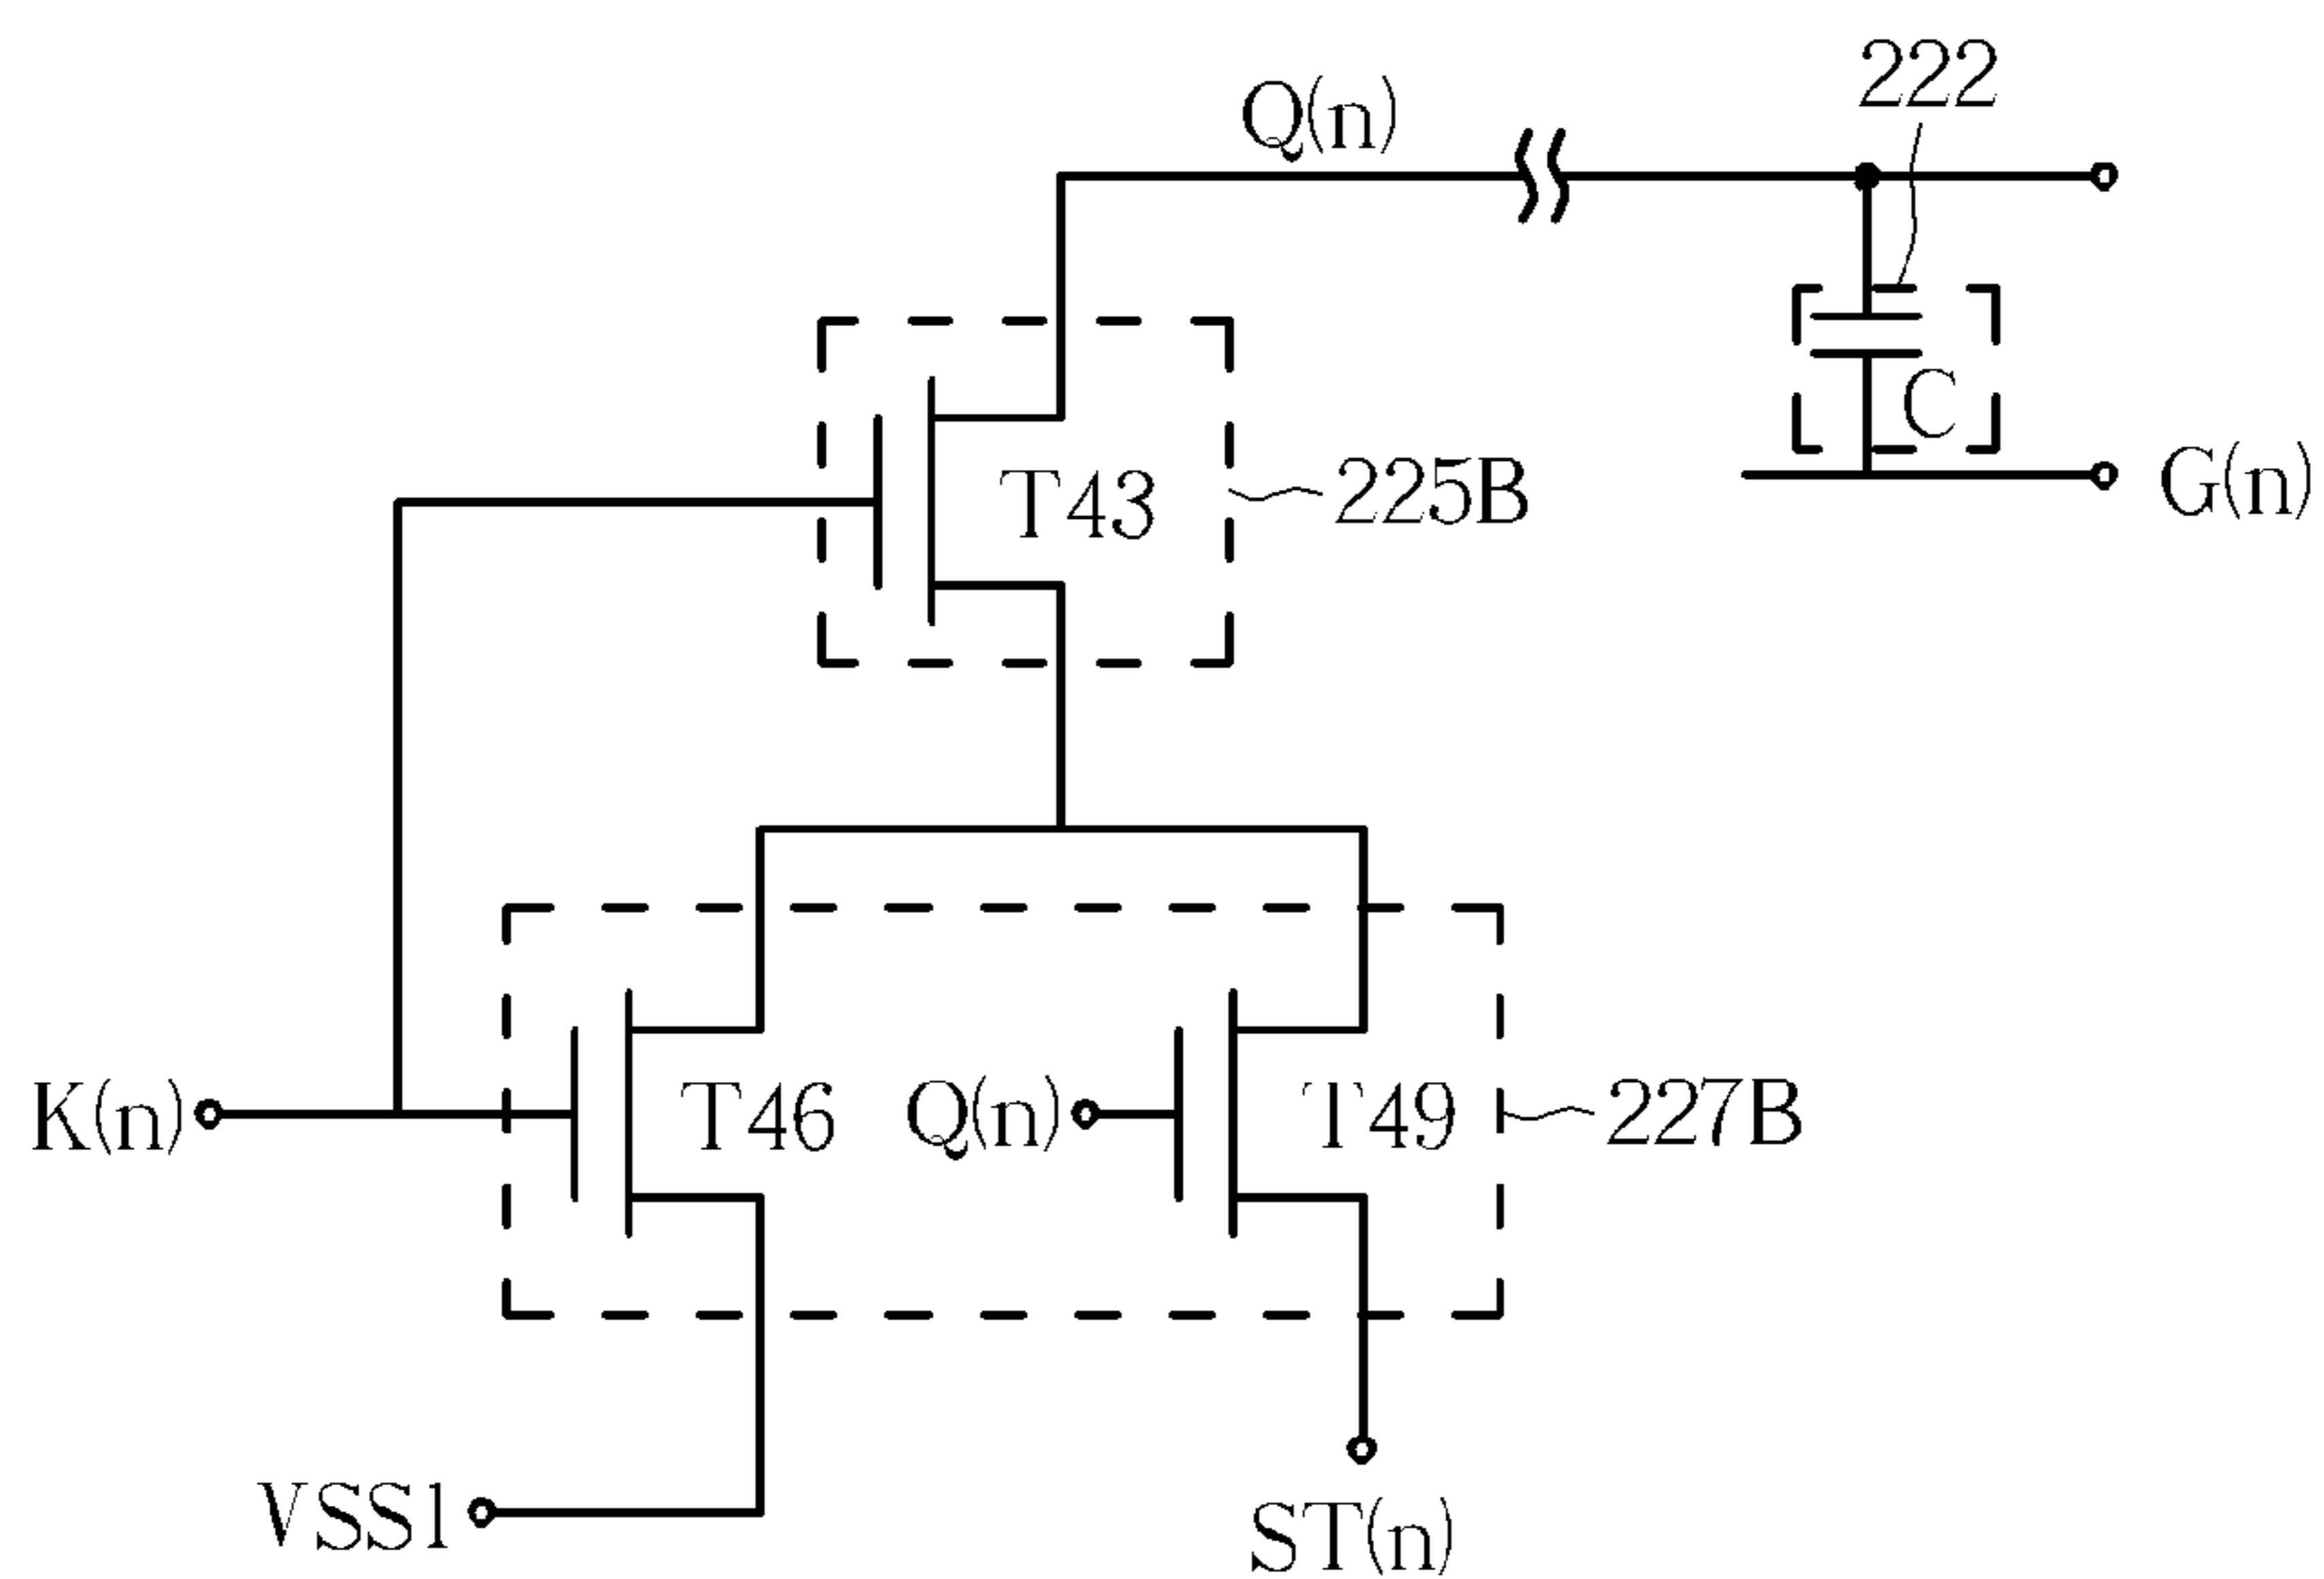 222
Q(n)
C
T43
225B
G(n)
K(n)
T46
Q(n)
T49
227B
VSS1
ST(n)